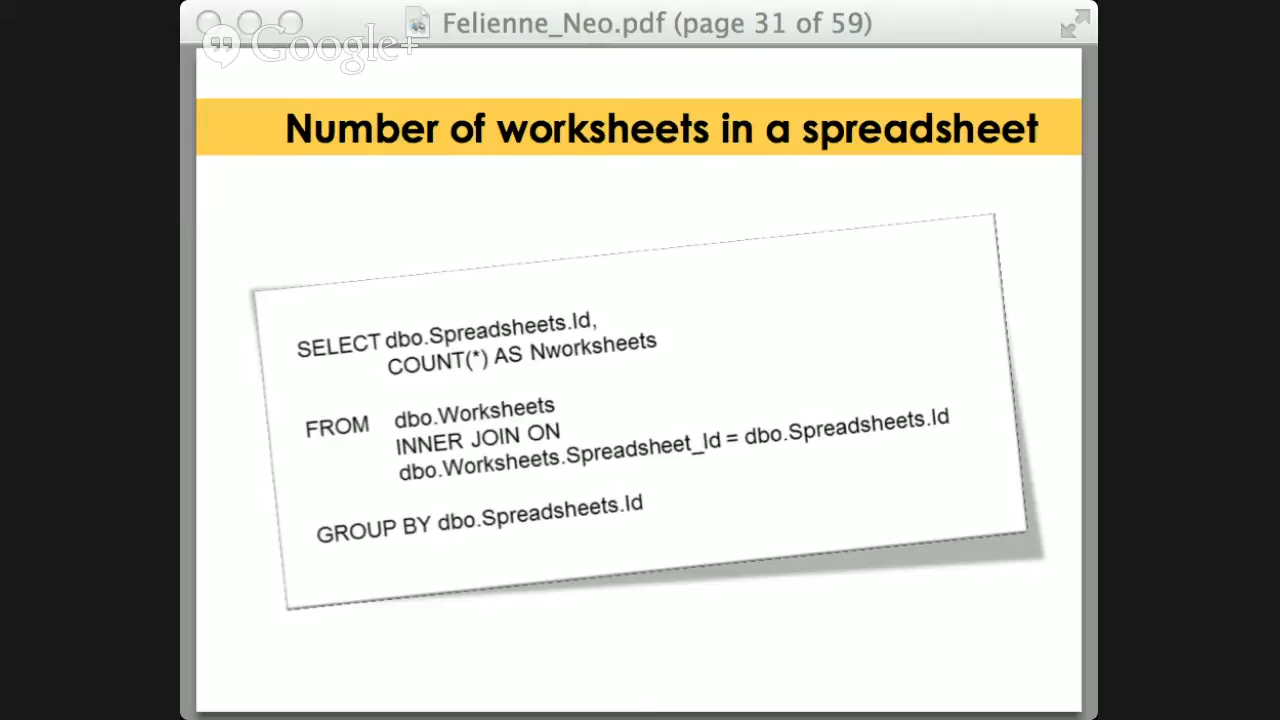 Felienne_Neo.pdf (page 31 of 59)
Google+
Number of worksheets in a spreadsheet
SELECT dbo.Spreadsheets.Id,
COUNT(*) AS Nworksheets
FROM dbo.Worksheets
INNER JOIN ON
dbo.Worksheets.Spreadsheet_Id = dbo.Spreadsheets.Id
GROUP BY dbo.Spreadsheets.Id